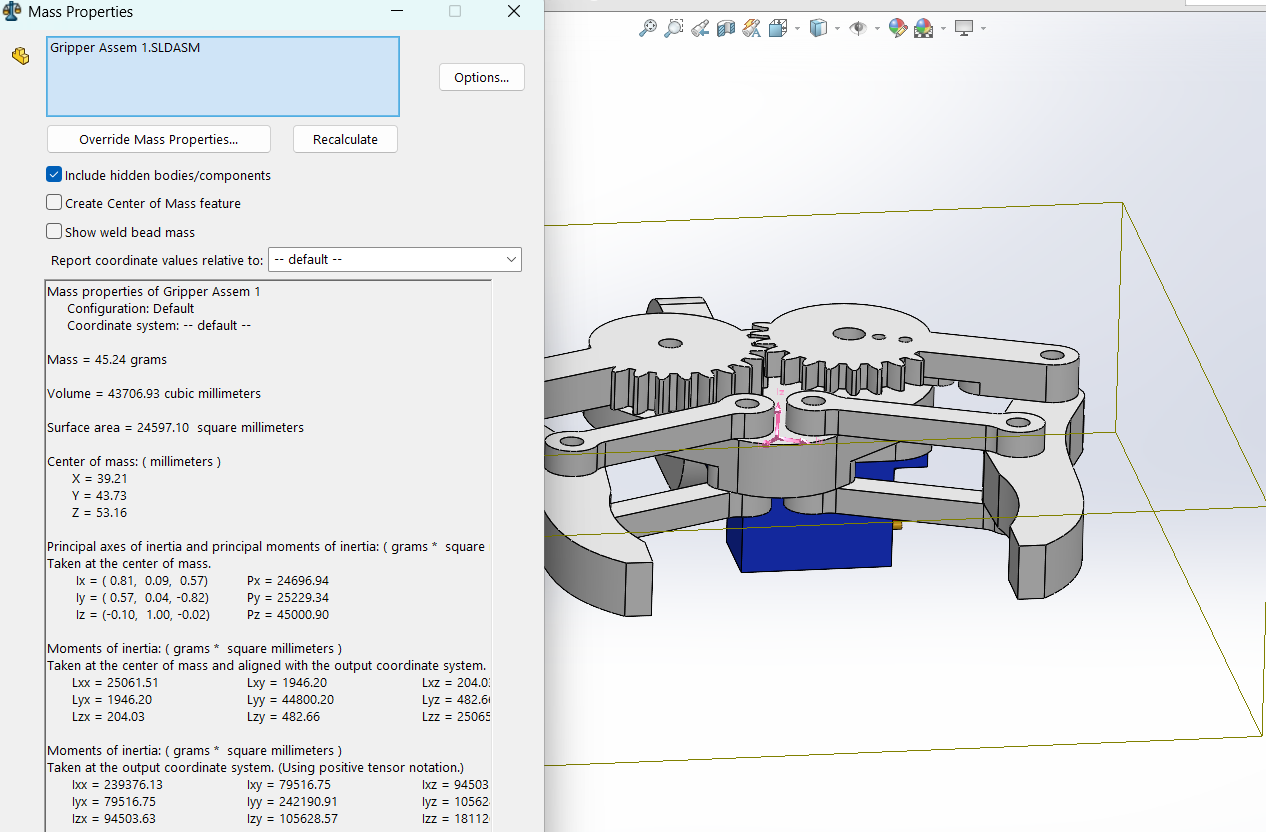 Mass Properties
Gripper Assem 1.SLDASM
Options...
Override Mass Properties...
Recalculate
Include hidden bodies/components
Create Center of Mass feature
Show weld bead mass
Report coordinate values relative to: -- default --
Mass properties of Gripper Assem 1
Configuration: Default
Coordinate system: -- default --
Mass = 45.24 grams
Volume = 43706.93 cubic millimeters
Surface area = 24597.10 square millimeters
Center of mass: ( millimeters )
X = 39.21
Y = 43.73
Z = 53.16
Principal axes of inertia and principal moments of inertia: ( grams * square
Taken at the center of mass.
Ix = ( 0.81, 0.09, 0.57) Px = 24696.94
Iy = ( 0.57, 0.04, -0.82) Py = 25229.34
Iz = (-0.10, 1.00, -0.02) Pz = 45000.90
Moments of inertia: ( grams * square millimeters )
Taken at the center of mass and aligned with the output coordinate system.
Lxx = 25061.51 Lxy = 1946.20 Lxz = 204.0
Lyx = 1946.20 Lyy = 44800.20 Lyz = 482.6
Lzx = 204.03 Lzy = 482.66 Lzz = 25065
Moments of inertia: ( grams * square millimeters )
Taken at the output coordinate system. (Using positive tensor notation.)
Ixx = 239376.13 Ixy = 79516.75 Ixz = 94503
Iyx = 79516.75 Iyy = 242190.91 Iyz = 10562
Izx = 94503.63 Izy = 105628.57 Izz = 18112